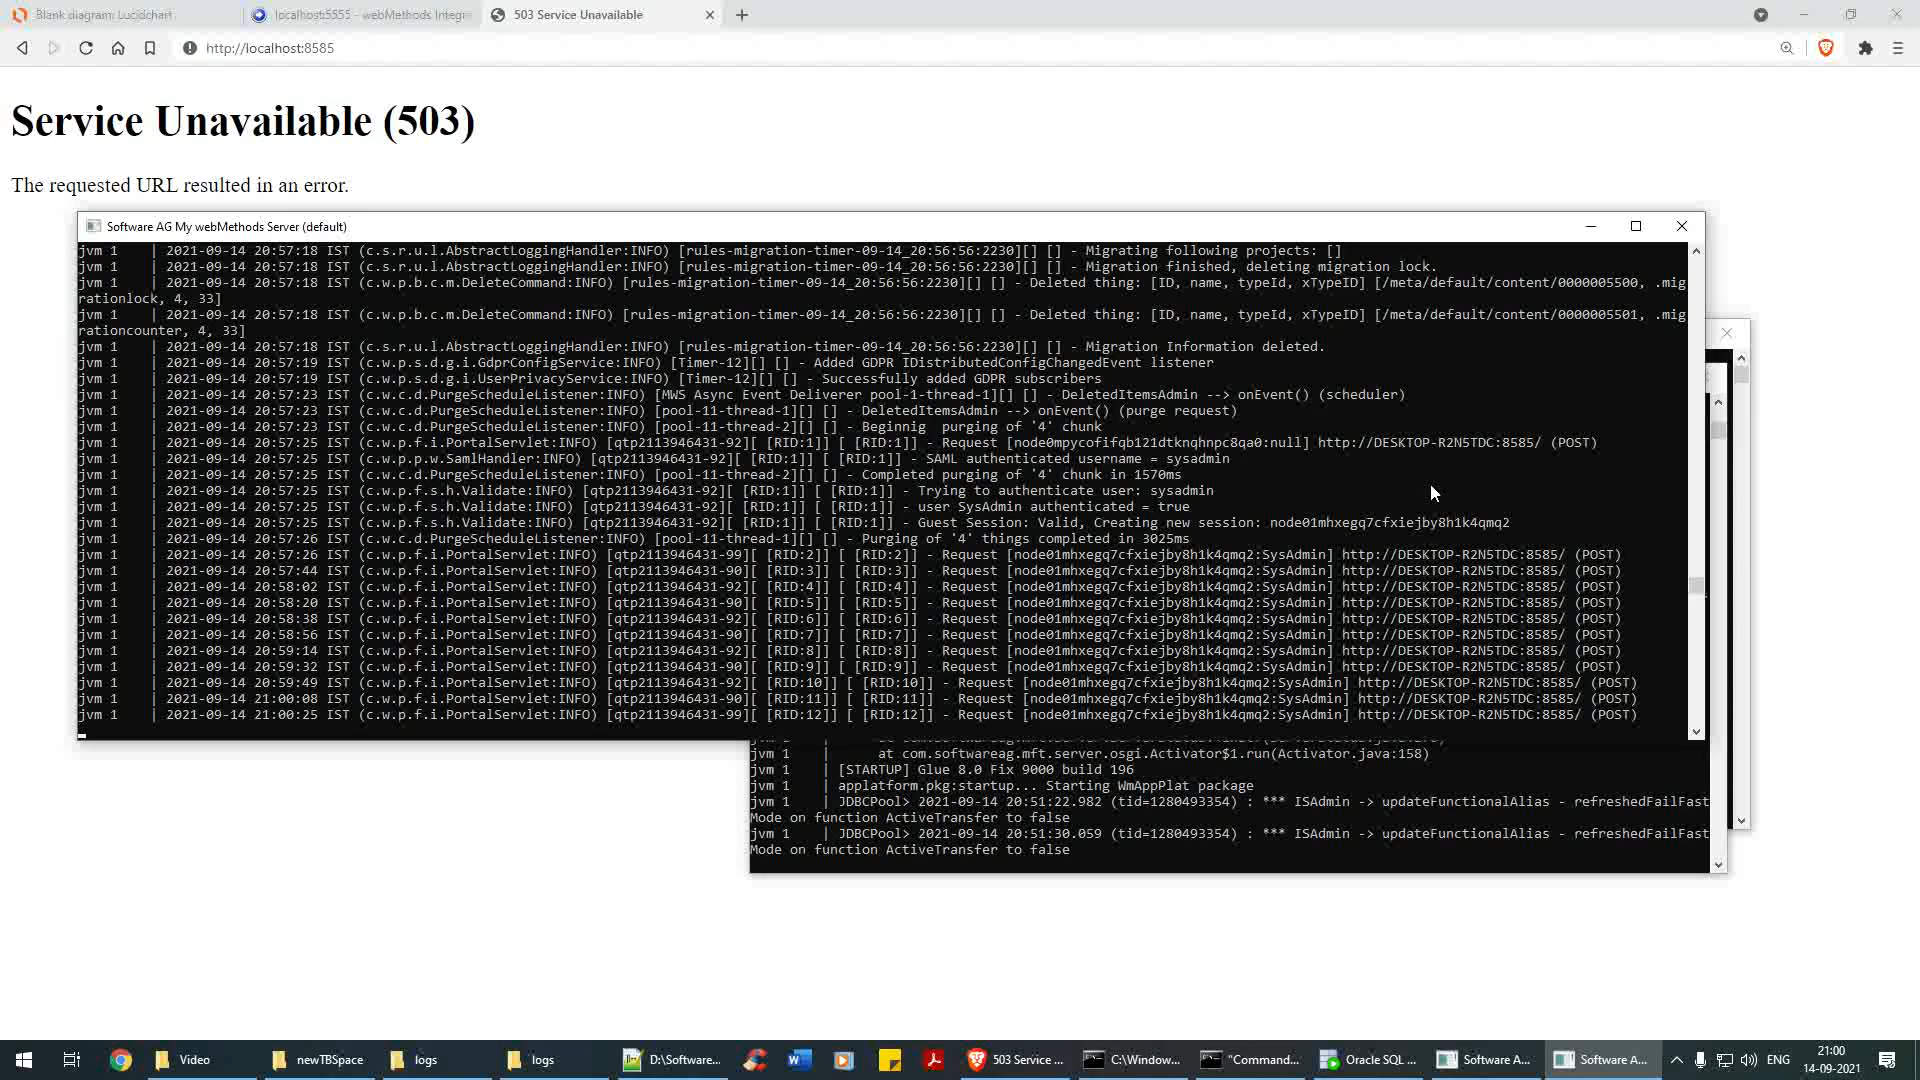 Blank diagram: Lucidchart
localhost:5555 - webMethods Integr
503 Service Unavailable
http://localhost:8585
Service Unavailable (503)
The requested URL resulted in an error.
Software AG My webMethods Server (default)
jvm 1    | 2021-09-14 20:57:18 IST (c.s.r.u.l.AbstractLoggingHandler:INFO) [rules-migration-timer-09-14_20:56:56:2230][] [] - Migrating following projects: []
jvm 1    | 2021-09-14 20:57:18 IST (c.s.r.u.l.AbstractLoggingHandler:INFO) [rules-migration-timer-09-14_20:56:56:2230][] [] - Migration finished, deleting migration lock.
jvm 1    | 2021-09-14 20:57:18 IST (c.w.p.b.c.m.DeleteCommand:INFO) [rules-migration-timer-09-14_20:56:56:2230][] [] - Deleted thing: [ID, name, typeId, xTypeID] [/meta/default/content/0000005500, .mig
rationlock, 4, 33]
jvm 1    | 2021-09-14 20:57:18 IST (c.w.p.b.c.m.DeleteCommand:INFO) [rules-migration-timer-09-14_20:56:56:2230][] [] - Deleted thing: [ID, name, typeId, xTypeID] [/meta/default/content/0000005501, .mig
rationcounter, 4, 33]
jvm 1    | 2021-09-14 20:57:18 IST (c.s.r.u.l.AbstractLoggingHandler:INFO) [rules-migration-timer-09-14_20:56:56:2230][] [] - Migration Information deleted.
jvm 1    | 2021-09-14 20:57:19 IST (c.w.p.s.d.g.i.GdprConfigService:INFO) [Timer-12][] [] - Added GDPR IDistributedConfigChangedEvent listener
jvm 1    | 2021-09-14 20:57:19 IST (c.w.p.s.d.g.i.UserPrivacyService:INFO) [Timer-12][] [] - Successfully added GDPR subscribers
jvm 1    | 2021-09-14 20:57:23 IST (c.w.c.d.PurgeScheduleListener:INFO) [MWS Async Event Deliverer pool-1-thread-1][] [] - DeletedItemsAdmin --> onEvent() (scheduler)
jvm 1    | 2021-09-14 20:57:23 IST (c.w.c.d.PurgeScheduleListener:INFO) [pool-11-thread-1][] [] - DeletedItemsAdmin --> onEvent() (purge request)
jvm 1    | 2021-09-14 20:57:23 IST (c.w.c.d.PurgeScheduleListener:INFO) [pool-11-thread-2][] [] - Beginnig  purging of '4' chunk
jvm 1    | 2021-09-14 20:57:25 IST (c.w.p.f.i.PortalServlet:INFO) [qtp2113946431-92][ [RID:1]] [ [RID:1]] - Request [node0mpycofifqb121dtknqhnpc8qa0:null] http://DESKTOP-R2N5TDC:8585/ (POST)
jvm 1    | 2021-09-14 20:57:25 IST (c.w.p.p.w.SamlHandler:INFO) [qtp2113946431-92][ [RID:1]] [ [RID:1]] - SAML authenticated username = sysadmin
jvm 1    | 2021-09-14 20:57:25 IST (c.w.c.d.PurgeScheduleListener:INFO) [pool-11-thread-2][] [] - Completed purging of '4' chunk in 1570ms
jvm 1    | 2021-09-14 20:57:25 IST (c.w.p.f.s.h.Validate:INFO) [qtp2113946431-92][ [RID:1]] [ [RID:1]] - Trying to authenticate user: sysadmin
jvm 1    | 2021-09-14 20:57:25 IST (c.w.p.f.s.h.Validate:INFO) [qtp2113946431-92][ [RID:1]] [ [RID:1]] - user SysAdmin authenticated = true
jvm 1    | 2021-09-14 20:57:25 IST (c.w.p.f.s.h.Validate:INFO) [qtp2113946431-92][ [RID:1]] [ [RID:1]] - Guest Session: Valid, Creating new session: node01mhxegq7cfxiejby8h1k4qmq2
jvm 1    | 2021-09-14 20:57:26 IST (c.w.c.d.PurgeScheduleListener:INFO) [pool-11-thread-1][] [] - Purging of '4' things completed in 3025ms
jvm 1    | 2021-09-14 20:57:26 IST (c.w.p.f.i.PortalServlet:INFO) [qtp2113946431-99][ [RID:2]] [ [RID:2]] - Request [node01mhxegq7cfxiejby8h1k4qmq2:SysAdmin] http://DESKTOP-R2N5TDC:8585/ (POST)
jvm 1    | 2021-09-14 20:57:44 IST (c.w.p.f.i.PortalServlet:INFO) [qtp2113946431-90][ [RID:3]] [ [RID:3]] - Request [node01mhxegq7cfxiejby8h1k4qmq2:SysAdmin] http://DESKTOP-R2N5TDC:8585/ (POST)
jvm 1    | 2021-09-14 20:58:02 IST (c.w.p.f.i.PortalServlet:INFO) [qtp2113946431-92][ [RID:4]] [ [RID:4]] - Request [node01mhxegq7cfxiejby8h1k4qmq2:SysAdmin] http://DESKTOP-R2N5TDC:8585/ (POST)
jvm 1    | 2021-09-14 20:58:20 IST (c.w.p.f.i.PortalServlet:INFO) [qtp2113946431-90][ [RID:5]] [ [RID:5]] - Request [node01mhxegq7cfxiejby8h1k4qmq2:SysAdmin] http://DESKTOP-R2N5TDC:8585/ (POST)
jvm 1    | 2021-09-14 20:58:38 IST (c.w.p.f.i.PortalServlet:INFO) [qtp2113946431-92][ [RID:6]] [ [RID:6]] - Request [node01mhxegq7cfxiejby8h1k4qmq2:SysAdmin] http://DESKTOP-R2N5TDC:8585/ (POST)
jvm 1    | 2021-09-14 20:58:56 IST (c.w.p.f.i.PortalServlet:INFO) [qtp2113946431-90][ [RID:7]] [ [RID:7]] - Request [node01mhxegq7cfxiejby8h1k4qmq2:SysAdmin] http://DESKTOP-R2N5TDC:8585/ (POST)
jvm 1    | 2021-09-14 20:59:14 IST (c.w.p.f.i.PortalServlet:INFO) [qtp2113946431-92][ [RID:8]] [ [RID:8]] - Request [node01mhxegq7cfxiejby8h1k4qmq2:SysAdmin] http://DESKTOP-R2N5TDC:8585/ (POST)
jvm 1    | 2021-09-14 20:59:32 IST (c.w.p.f.i.PortalServlet:INFO) [qtp2113946431-90][ [RID:9]] [ [RID:9]] - Request [node01mhxegq7cfxiejby8h1k4qmq2:SysAdmin] http://DESKTOP-R2N5TDC:8585/ (POST)
jvm 1    | 2021-09-14 20:59:49 IST (c.w.p.f.i.PortalServlet:INFO) [qtp2113946431-92][ [RID:10]] [ [RID:10]] - Request [node01mhxegq7cfxiejby8h1k4qmq2:SysAdmin] http://DESKTOP-R2N5TDC:8585/ (POST)
jvm 1    | 2021-09-14 21:00:08 IST (c.w.p.f.i.PortalServlet:INFO) [qtp2113946431-90][ [RID:11]] [ [RID:11]] - Request [node01mhxegq7cfxiejby8h1k4qmq2:SysAdmin] http://DESKTOP-R2N5TDC:8585/ (POST)
jvm 1    | 2021-09-14 21:00:25 IST (c.w.p.f.i.PortalServlet:INFO) [qtp2113946431-99][ [RID:12]] [ [RID:12]] - Request [node01mhxegq7cfxiejby8h1k4qmq2:SysAdmin] http://DESKTOP-R2N5TDC:8585/ (POST)
jvm 1    |      at com.softwareag.mft.server.osgi.Activator$1.run(Activator.java:158)
jvm 1    | [STARTUP] Glue 8.0 Fix 9000 build 196
jvm 1    | applatform.pkg:startup... Starting WmAppPlat package
jvm 1    | JDBCPool> 2021-09-14 20:51:22.982 (tid=1280493354) : *** ISAdmin -> updateFunctionalAlias - refreshedFailFast
Mode on function ActiveTransfer to false
jvm 1    | JDBCPool> 2021-09-14 20:51:30.059 (tid=1280493354) : *** ISAdmin -> updateFunctionalAlias - refreshedFailFast
Mode on function ActiveTransfer to false
Video
newTBSpace
logs
logs
D:\Software...
503 Service ...
C:\Window...
"Command...
Oracle SQL ...
Software A...
Software A...
ENG
21:00
14-09-2021